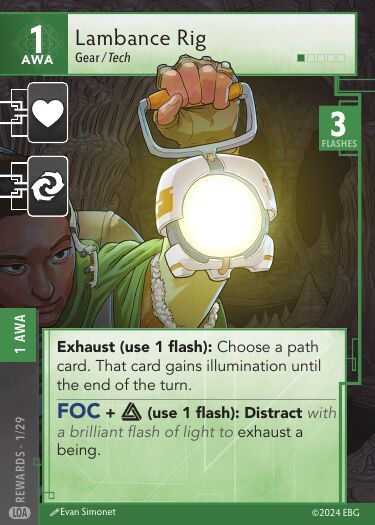 1
AWA
Lambance Rig
Gear / Tech
3
FLASHES
1 AWA
Exhaust (use 1 flash): Choose a path
card. That card gains illumination until
the end of the turn.
FOC + (use 1 flash): Distract with
a brilliant flash of light to exhaust a
being.
REWARDS - 1/29
LOA
Evan Simonet
©2024 EBG